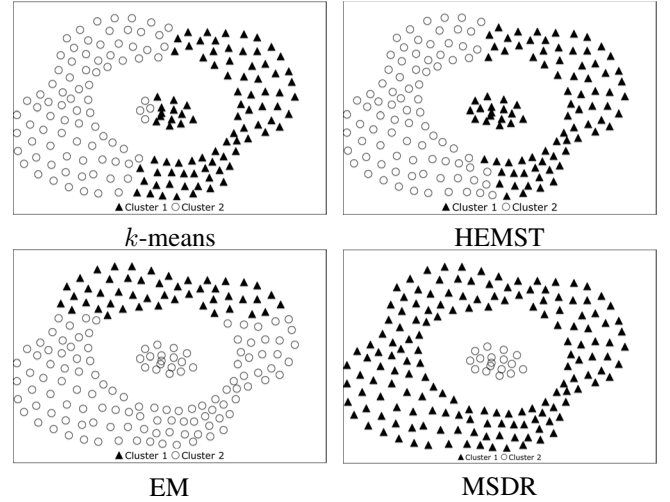 ▲ Cluster 1 ○ Cluster 2
▲ Cluster 1 ○ Cluster 2
k-means
HEMST
▲ Cluster 1 ○ Cluster 2
▲ Cluster 1 ○ Cluster 2
EM
MSDR